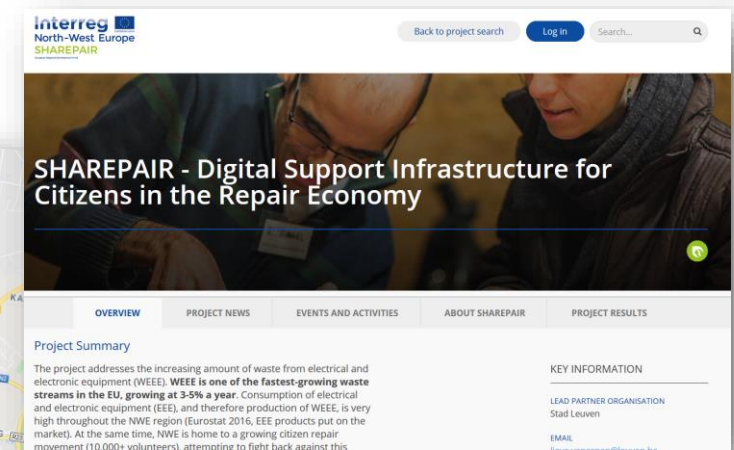 Interreg
North-West Europe
SHAREPAIR
Back to project search
Log in
Search...
SHAREPAIR - Digital Support Infrastructure for
Citizens in the Repair Economy
OVERVIEW
PROJECT NEWS
EVENTS AND ACTIVITIES
ABOUT SHAREPAIR
PROJECT RESULTS
Project Summary
The project addresses the increasing amount of waste from electrical and
electronic equipment (WEEE). WEEE is one of the fastest-growing waste
streams in the EU, growing at 3-5% a year. Consumption of electrical
and electronic equipment (EEE), and therefore production of WEEE, is very
high throughout the NWE region (Eurostat 2016, EEE products put on the
market). At the same time, NWE is home to a growing citizen repair
movement (10,000+ volunteers), attempting to fight back against this
KEY INFORMATION
LEAD PARTNER ORGANISATION
Stad Leuven
EMAIL
KA